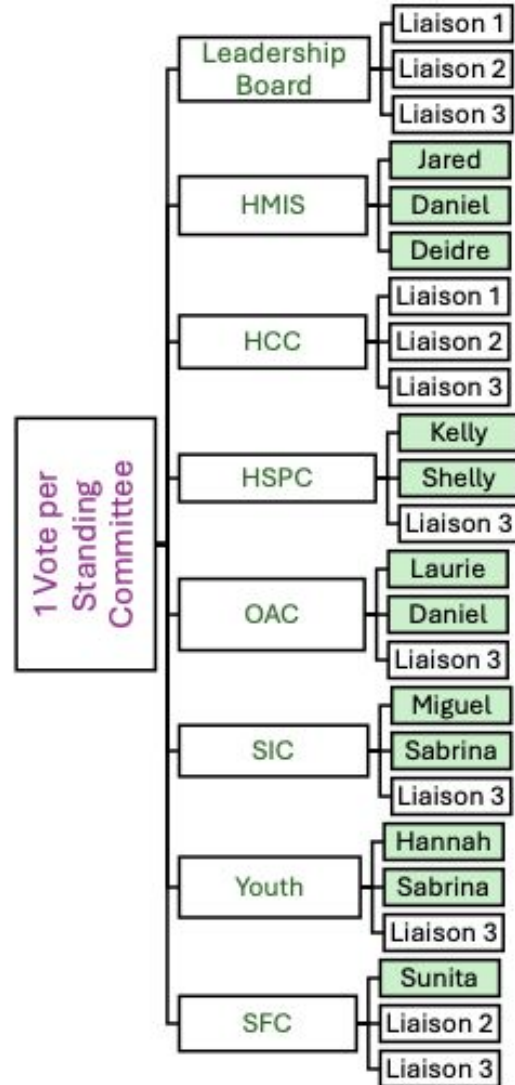 1 Vote per
Standing
Committee
Leadership
Board
Liaison 1
Liaison 2
Liaison 3
HMIS
Jared
Daniel
Deidre
HCC
Liaison 1
Liaison 2
Liaison 3
HSPC
Kelly
Shelly
Liaison 3
OAC
Laurie
Daniel
Liaison 3
SIC
Miguel
Sabrina
Liaison 3
Youth
Hannah
Sabrina
Liaison 3
SFC
Sunita
Liaison 2
Liaison 3